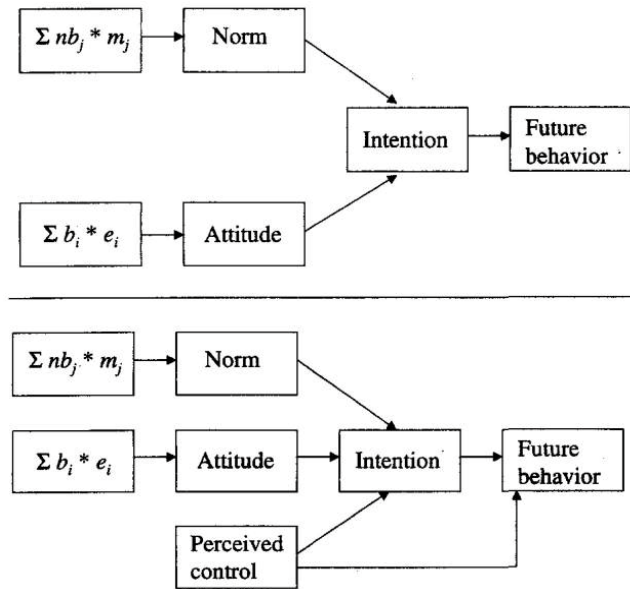 Σ nb_j * m_j
Norm
Intention
Future
behavior
Σ b_i * e_i
Attitude
Σ nb_j * m_j
Norm
Σ b_i * e_i
Attitude
Intention
Future
behavior
Perceived
control